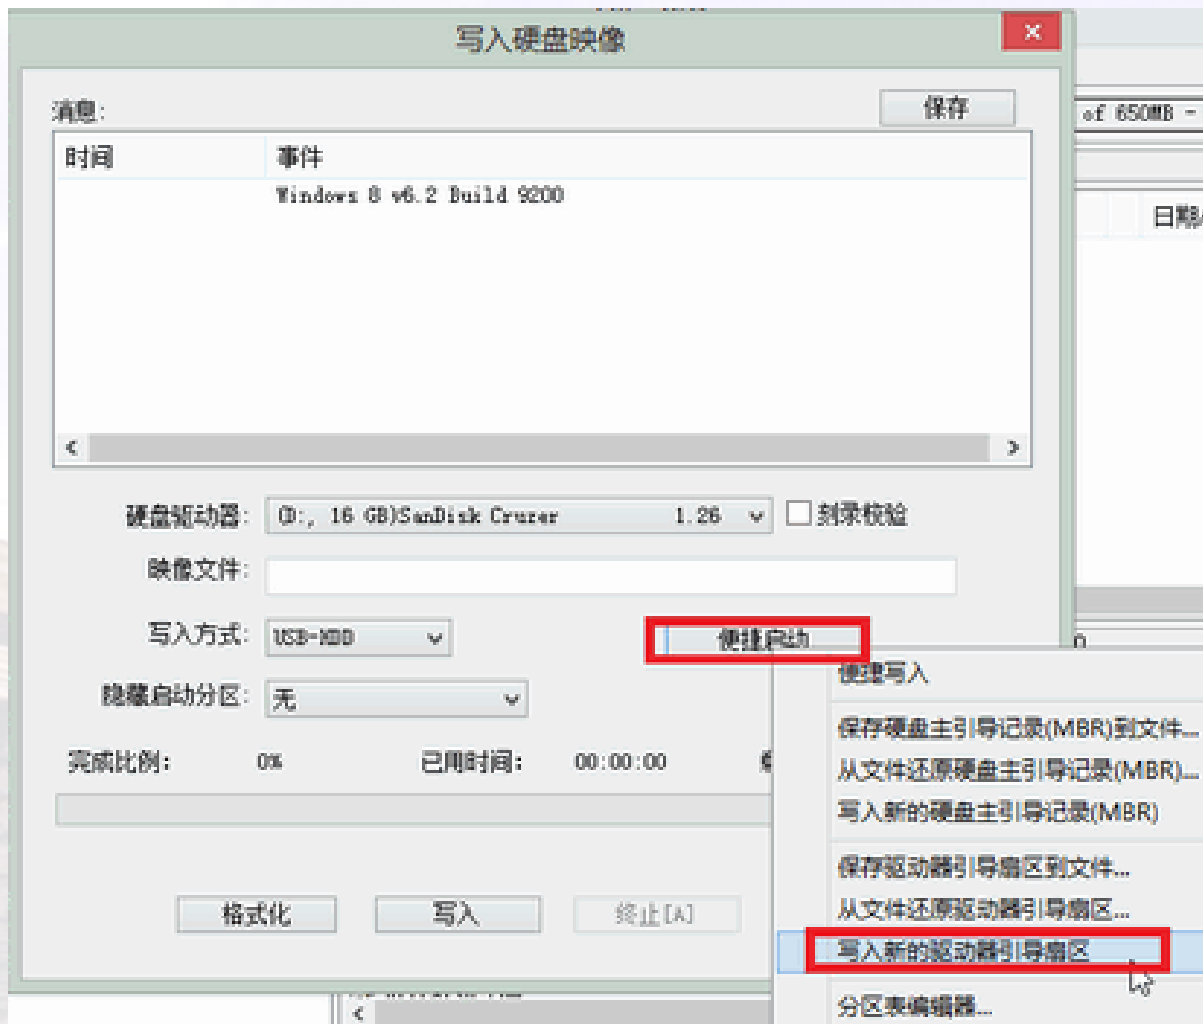 写入硬盘映像
消息:
保存
of 650MB -
时间 事件
日期
Windows 8 v6.2 Build 9200
硬盘驱动器: (D:, 16 GB)SanDisk Cruzer 1.26 刻录校验
映像文件:
写入方式: USB-HDD 便捷启动
隐藏启动分区: 无
便捷写入
保存硬盘主引导记录(MBR)到文件...
完成比例: 0% 已用时间: 00:00:00
从文件还原硬盘主引导记录(MBR)...
写入新的硬盘主引导记录(MBR)
保存驱动器引导扇区到文件...
格式化 写入 终止[A]
从文件还原驱动器引导扇区...
写入新的驱动器引导扇区
分区表编辑器...